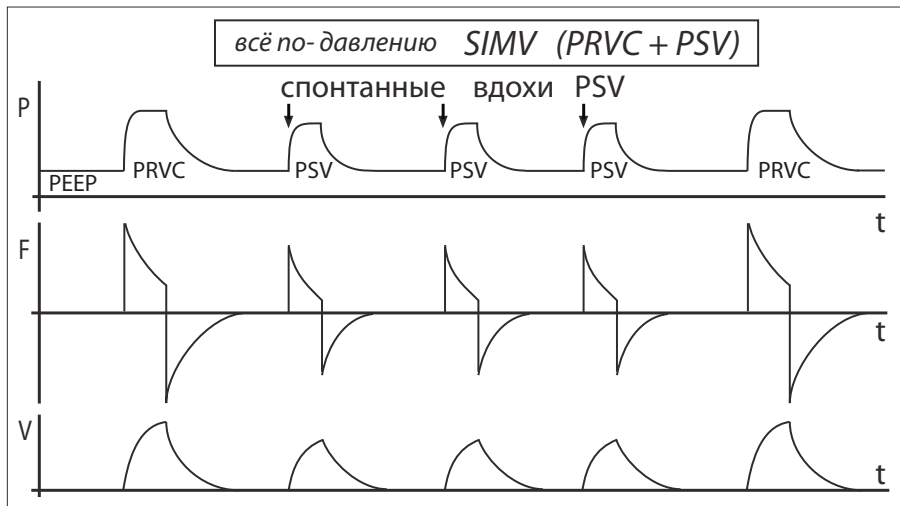 всё по- давлению SIMV (PRVC + PSV)
спонтанные вдохи PSV
P
PEEP PRVC PSV PSV PSV PRVC
t
F
t
V
t